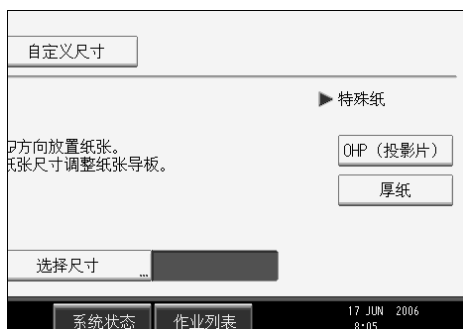 自定义尺寸
▶特殊纸
方向放置纸张。
纸张尺寸调整纸张导板。
OHP (投影片)
厚纸
选择尺寸
系统状态
作业列表
17 JUN 2006
8:05